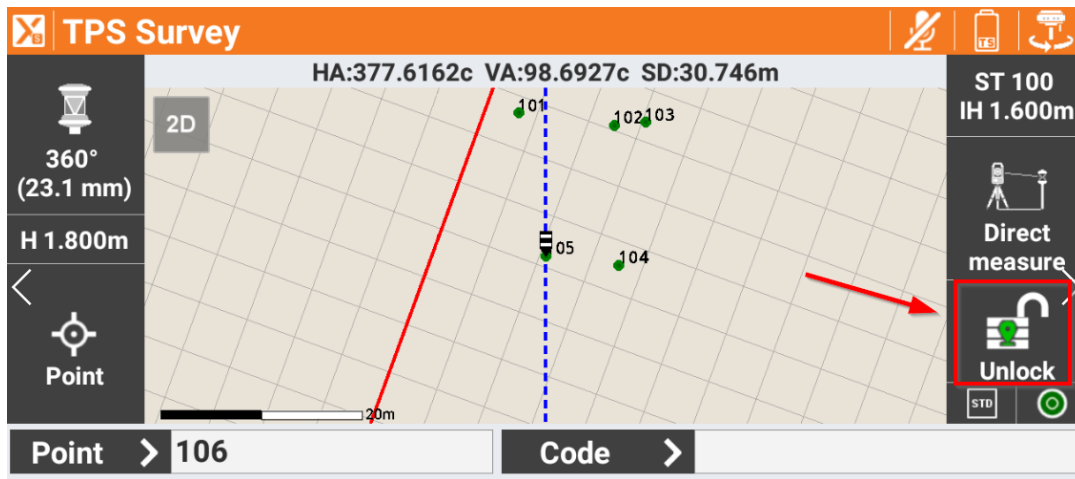 TPS Survey
TS
HA:377.6162c VA:98.6927c SD:30.746m
360°
(23.1 mm)
H 1.800m
Point
2D
101
102
103
05
104
20m
ST 100
IH 1.600m
Direct
measure
Unlock
STD
Point
106
Code